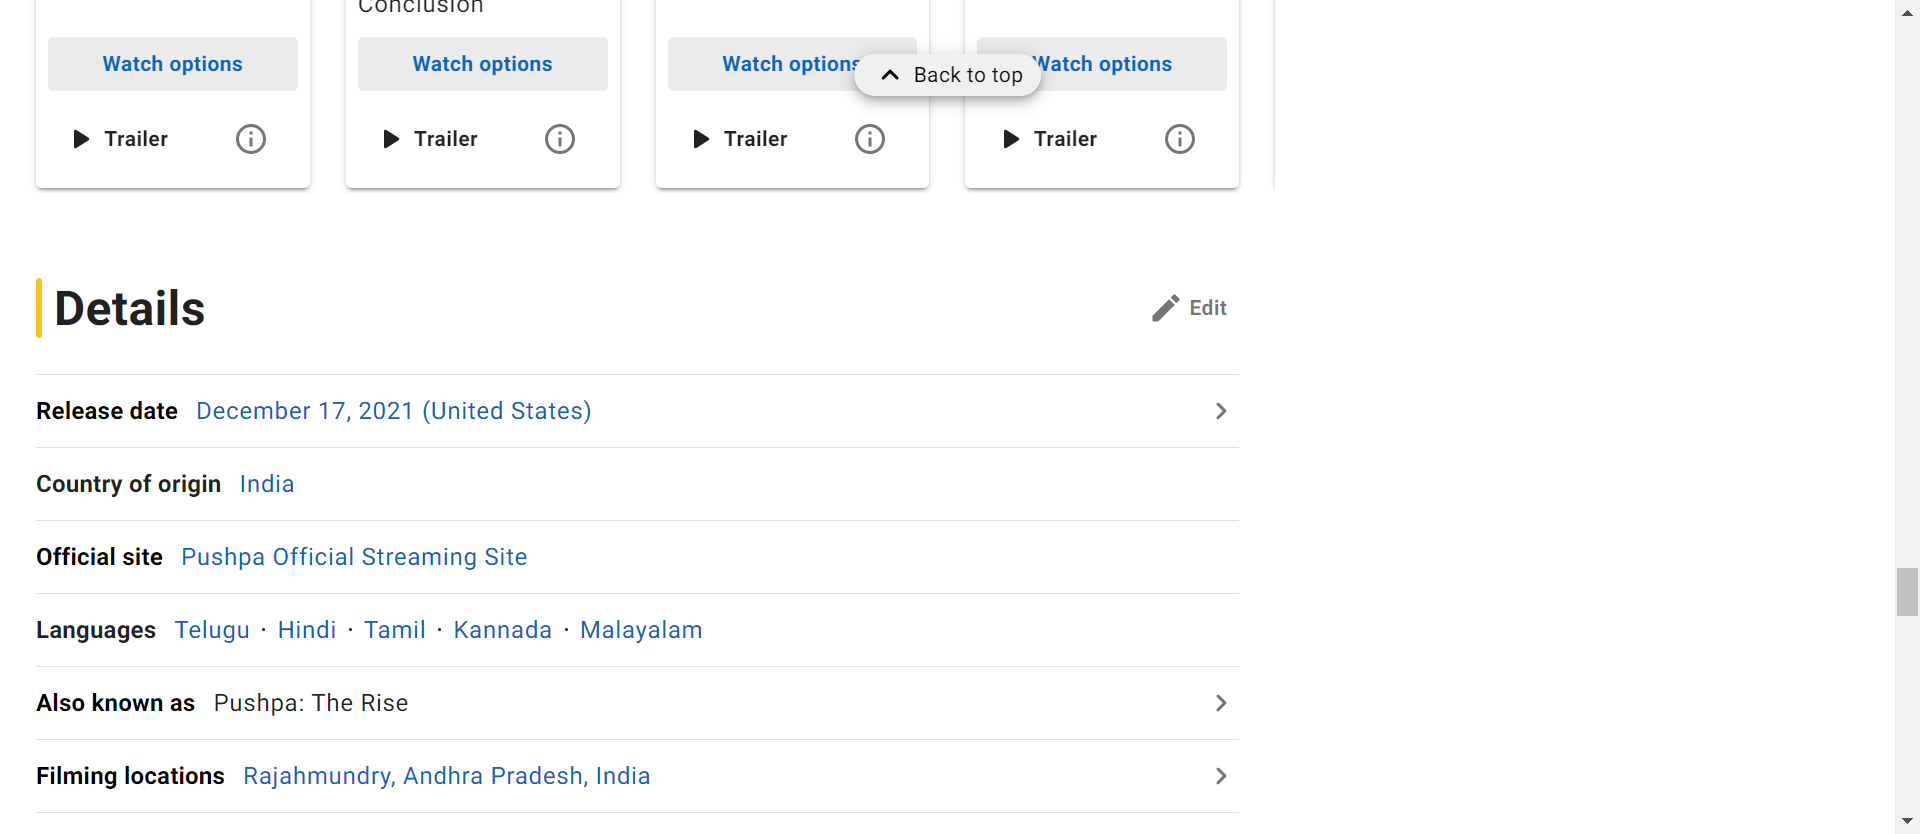 Conclusion
Watch options Watch options Watch options Watch options
Back to top
Trailer Trailer Trailer Trailer
Details
Edit
Release date December 17, 2021 (United States)
Country of origin India
Official site Pushpa Official Streaming Site
Languages Telugu · Hindi · Tamil · Kannada · Malayalam
Also known as Pushpa: The Rise
Filming locations Rajahmundry, Andhra Pradesh, India